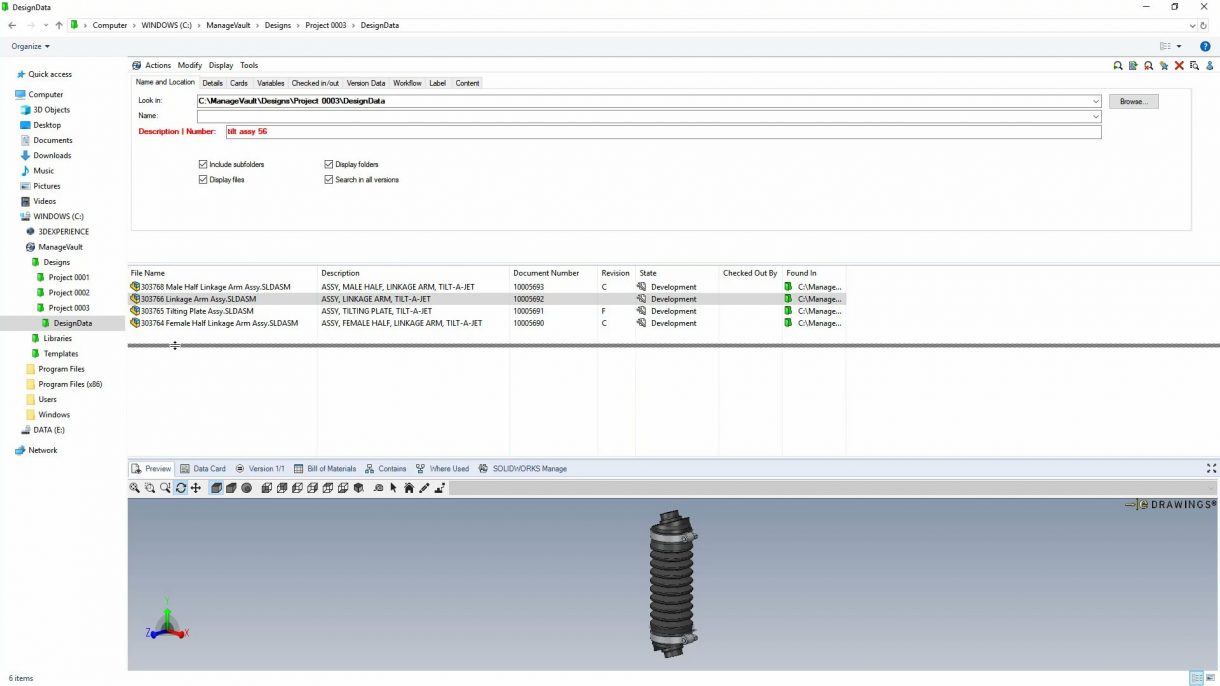 DesignData
Computer > WINDOWS (C:) > ManageVault > Designs > Project 0003 > DesignData
Organize
Quick access
Computer
3D Objects
Desktop
Documents
Downloads
Music
Pictures
Videos
WINDOWS (C:)
3DEXPERIENCE
ManageVault
Designs
Project 0001
Project 0002
Project 0003
DesignData
Libraries
Templates
Program Files
Program Files (x86)
Users
Windows
DATA (E:)
Network
Actions Modify Display Tools
Name and Location Details Cards Variables Checked in/out Version Data Workflow Label Content
Look in: C:\ManageVault\Designs\Project 0003\DesignData Browse...
Name:
Description | Number: tilt assy 56
Include subfolders Display folders
Display files Search in all versions
File Name Description Document Number Revision State Checked Out By Found In
303768 Male Half Linkage Arm Assy.SLDASM ASSY, MALE HALF, LINKAGE ARM, TILT-A-JET 10005693 C Development C:\Manage...
303766 Linkage Arm Assy.SLDASM ASSY, LINKAGE ARM, TILT-A-JET 10005692 Development C:\Manage...
303765 Tilting Plate Assy.SLDASM ASSY, TILTING PLATE, TILT-A-JET 10005691 F Development C:\Manage...
303764 Female Half Linkage Arm Assy.SLDASM ASSY, FEMALE HALF, LINKAGE ARM, TILT-A-JET 10005690 C Development C:\Manage...
Preview Data Card Version 1/1 Bill of Materials Contains Where Used SOLIDWORKS Manage
eDRAWINGS®
Y
Z X
6 items